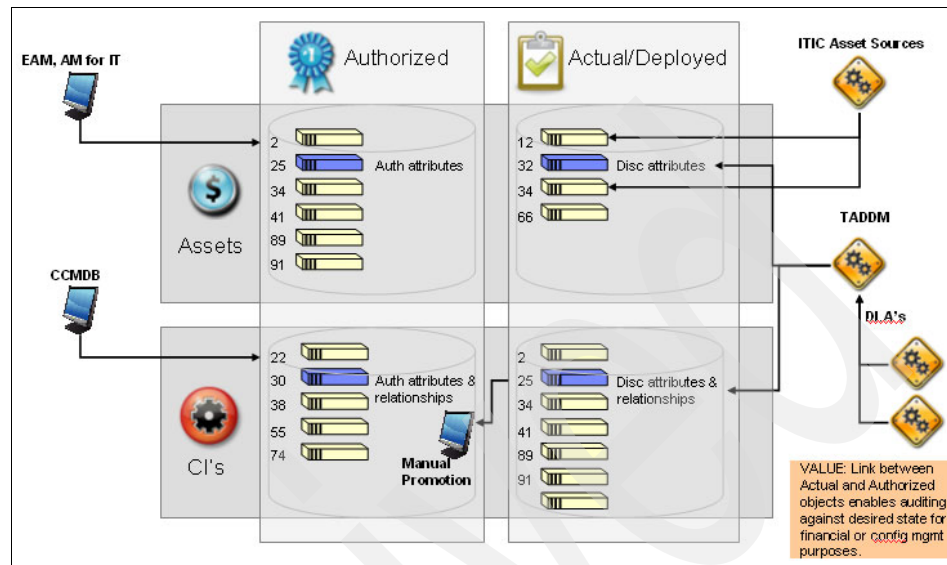 Authorized
Actual/Deployed
ITIC Asset Sources
EAM, AM for IT
2
25
34
41
89
91
Auth attributes
12
32
34
66
Disc attributes
Assets
TADDM
CCMDB
DLA's
22
30
38
55
74
Auth attributes &
relationships
Manual
Promotion
2
25
34
41
89
91
Disc attributes &
relationships
CI's
VALUE: Link between
Actual and Authorized
objects enables auditing
against desired state for
financial or config mgmt
purposes.